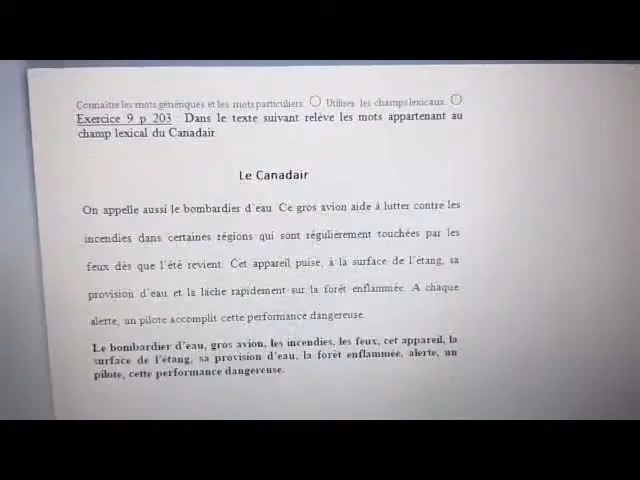 Connaître les mots génériques et les mots particuliers. Utiliser les champs lexicaux.
Exercice 9 p 203 : Dans le texte suivant relève les mots appartenant au
champ lexical du Canadair
Le Canadair
On appelle aussi le bombardier d'eau. Ce gros avion aide à lutter contre les
incendies dans certaines régions qui sont régulièrement touchées par les
feux dès que l'été revient. Cet appareil puise, à la surface de l'étang, sa
provision d'eau et la lâche rapidement sur la forêt enflammée. A chaque
alerte, un pilote accomplit cette performance dangereuse.
Le bombardier d'eau, gros avion, les incendies, les feux, cet appareil, la
surface de l'étang, sa provision d'eau, la forêt enflammée, alerte, un
pilote, cette performance dangereuse.